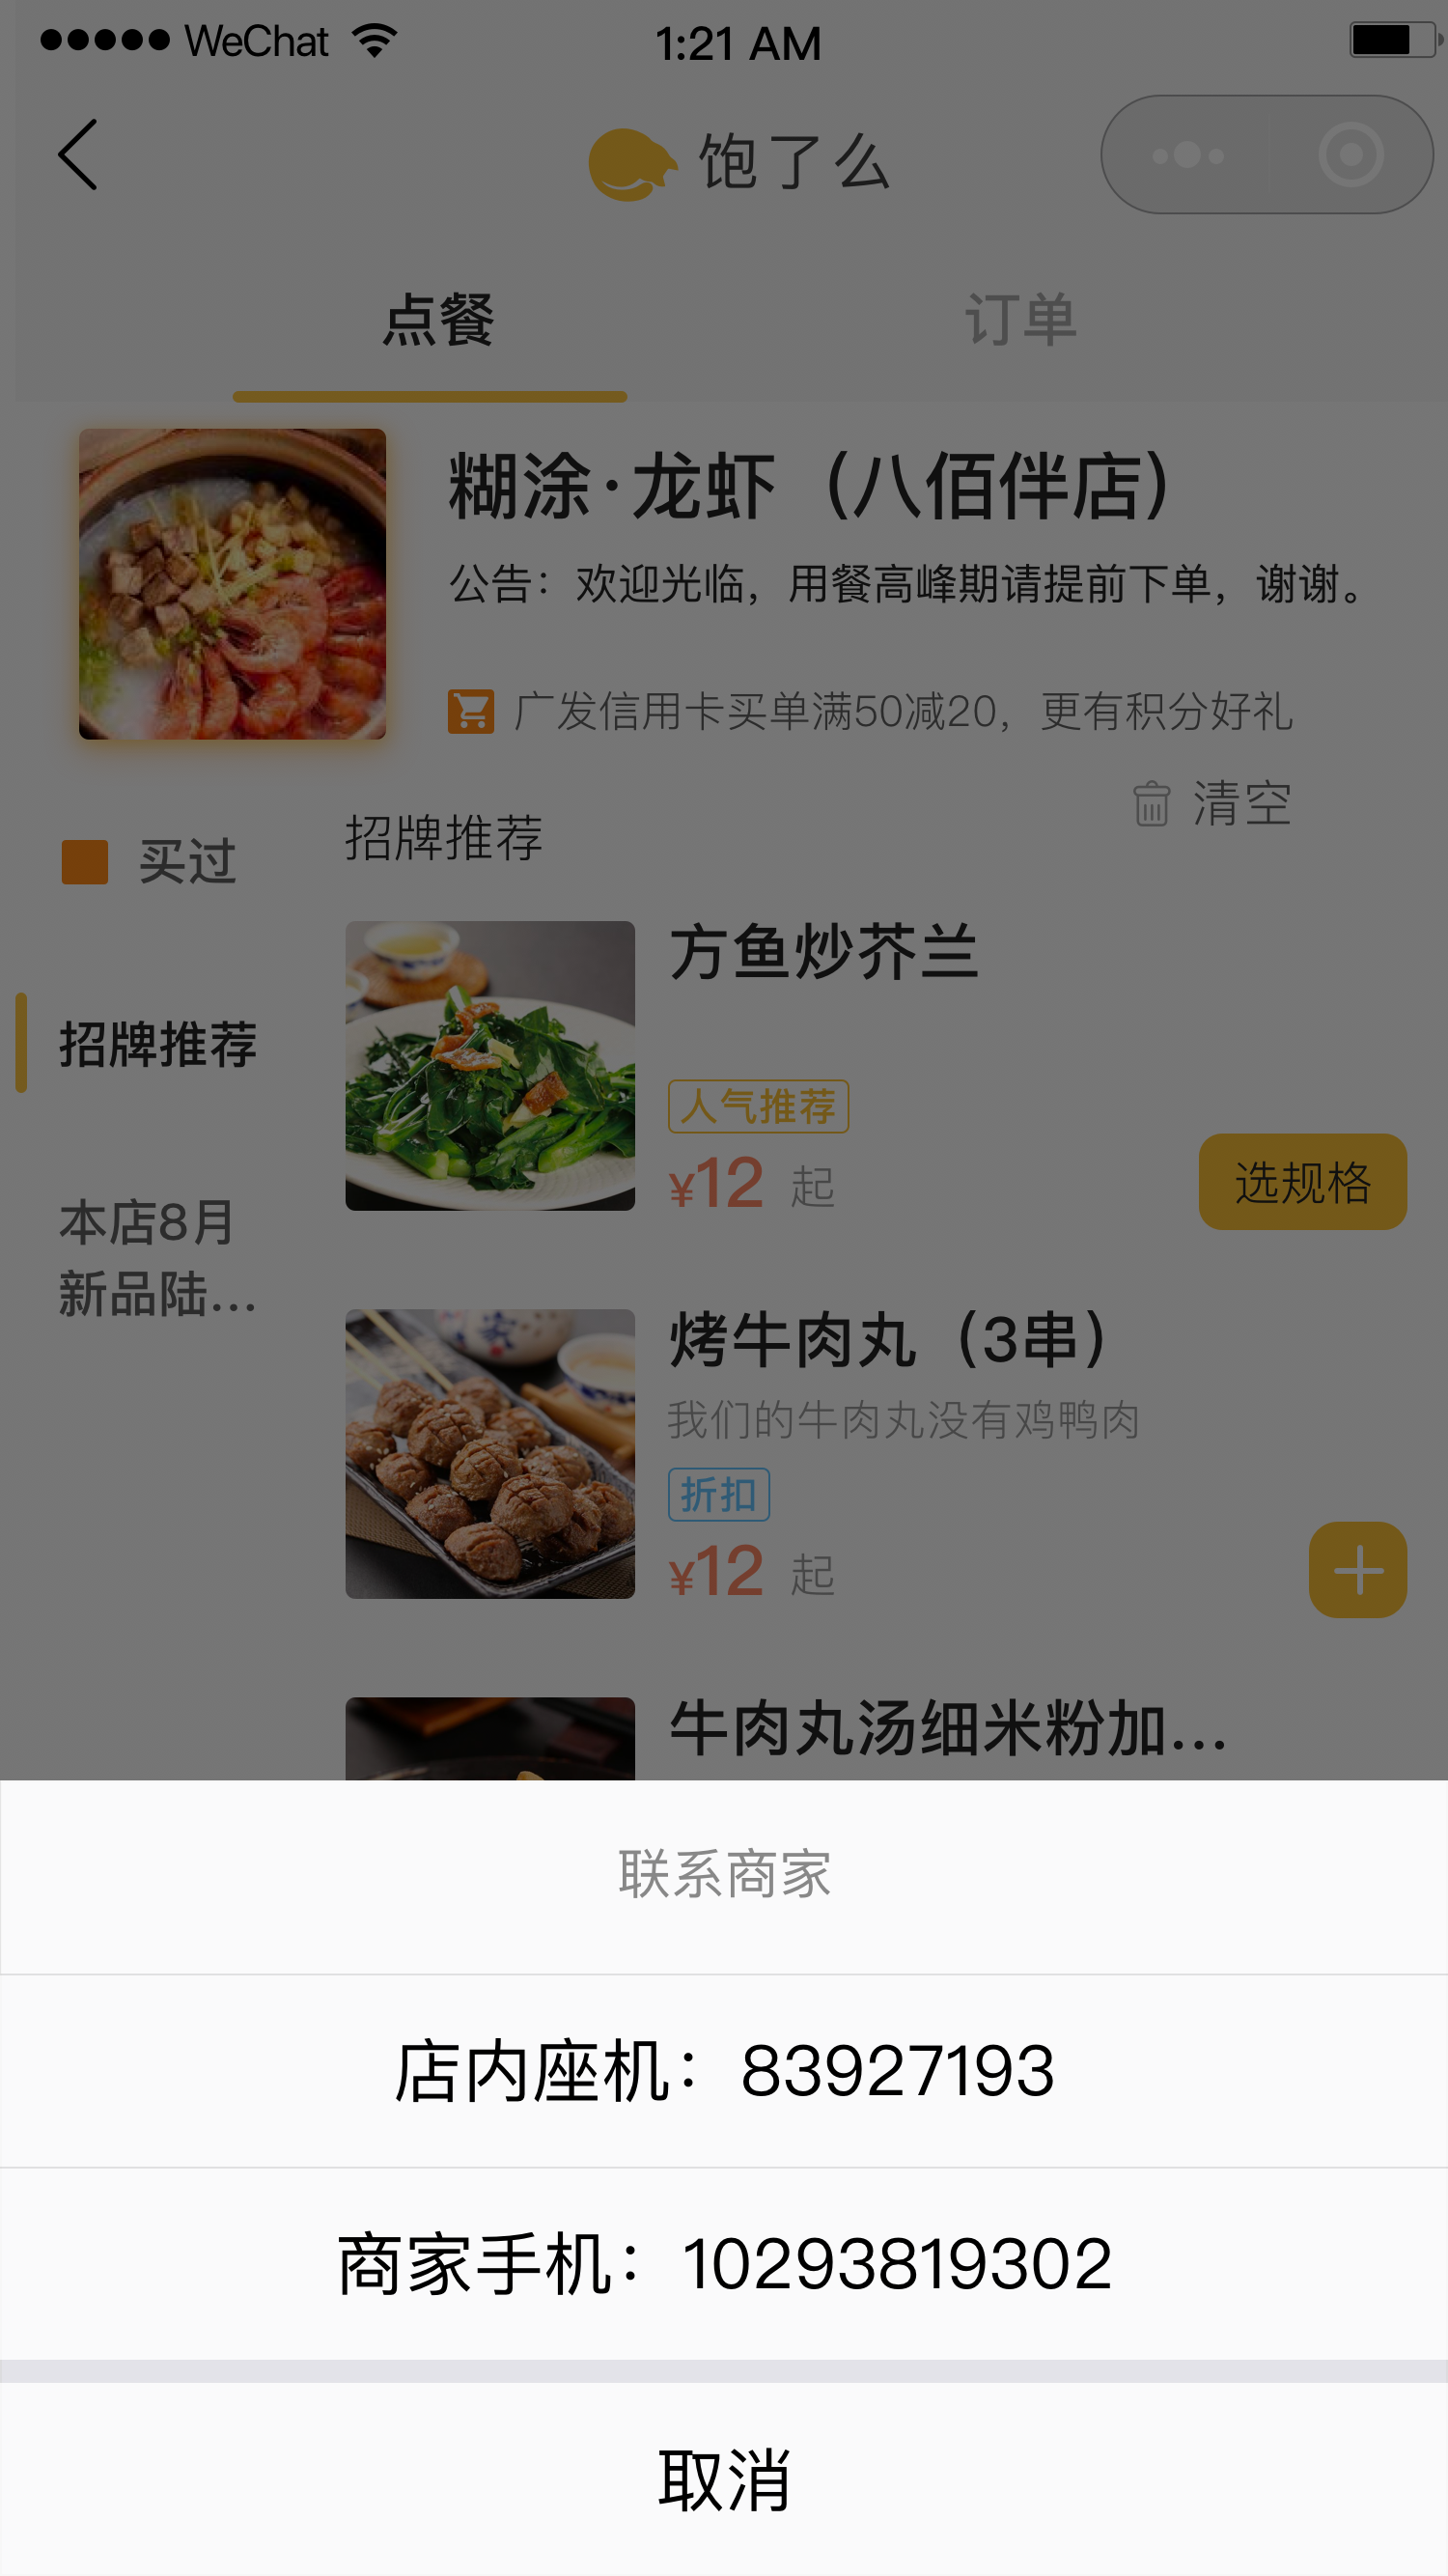 WeChat
1:21 AM
饱了么
点餐
订单
糊涂·龙虾（八佰伴店）
公告：欢迎光临，用餐高峰期请提前下单，谢谢。
广发信用卡买单满50减20，更有积分好礼
清空
买过
招牌推荐
招牌推荐
本店8月
新品陆...
方鱼炒芥兰
人气推荐
¥12 起
选规格
烤牛肉丸（3串）
我们的牛肉丸没有鸡鸭肉
折扣
¥12 起
牛肉丸汤细米粉加...
联系商家
店内座机：83927193
商家手机：10293819302
取消